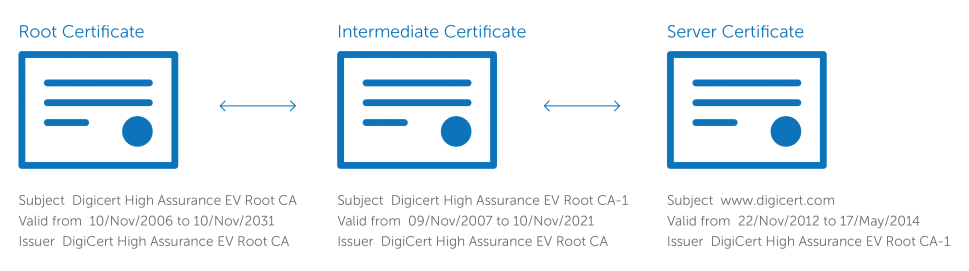 Root Certificate
Subject Digicert High Assurance EV Root CA
Valid from 10/Nov/2006 to 10/Nov/2031
Issuer DigiCert High Assurance EV Root CA
Intermediate Certificate
Subject Digicert High Assurance EV Root CA-1
Valid from 09/Nov/2007 to 10/Nov/2021
Issuer DigiCert High Assurance EV Root CA
Server Certificate
Subject www.digicert.com
Valid from 22/Nov/2012 to 17/May/2014
Issuer DigiCert High Assurance EV Root CA-1